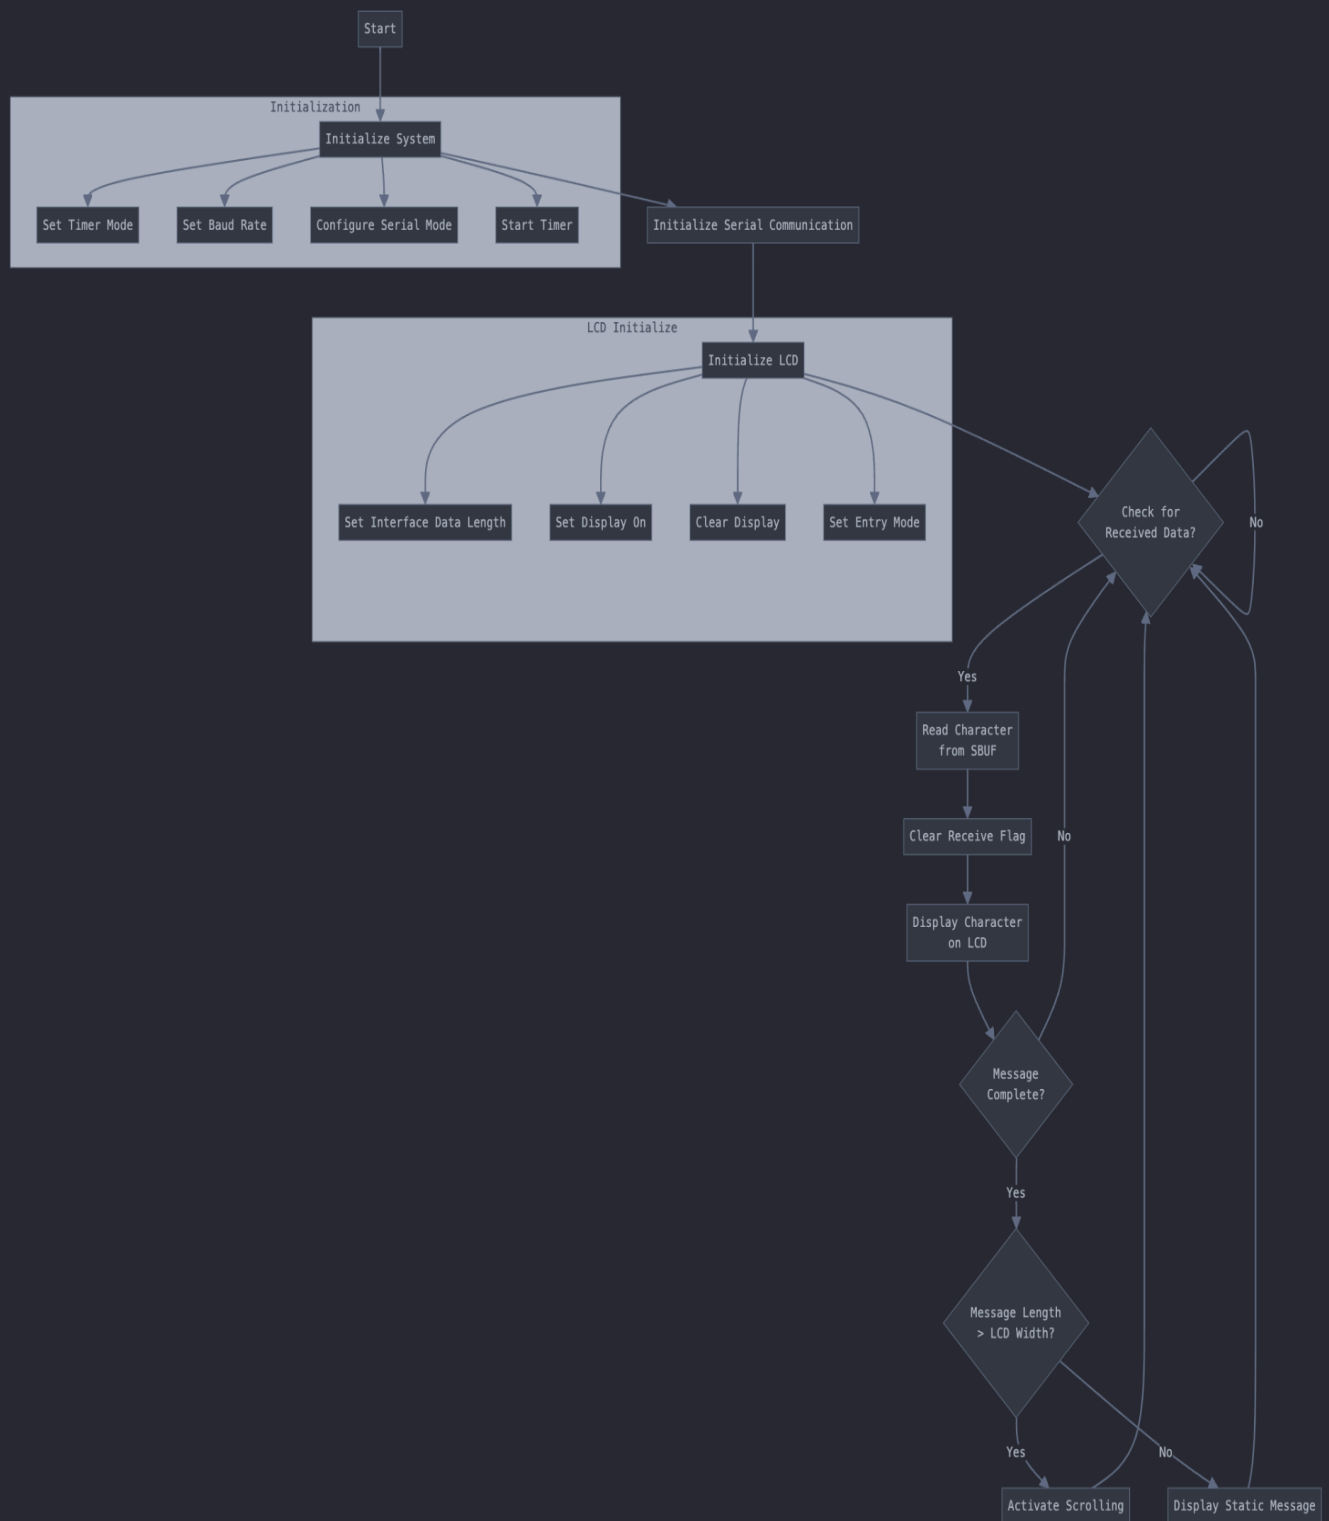 Start
Initialization
Initialize System
Set Timer Mode
Set Baud Rate
Configure Serial Mode
Start Timer
Initialize Serial Communication
LCD Initialize
Initialize LCD
Set Interface Data Length
Set Display On
Clear Display
Set Entry Mode
Check for
Received Data?
No
Yes
Read Character
from SBUF
Clear Receive Flag
No
Display Character
on LCD
Message
Complete?
Yes
Message Length
> LCD Width?
Yes
No
Activate Scrolling
Display Static Message